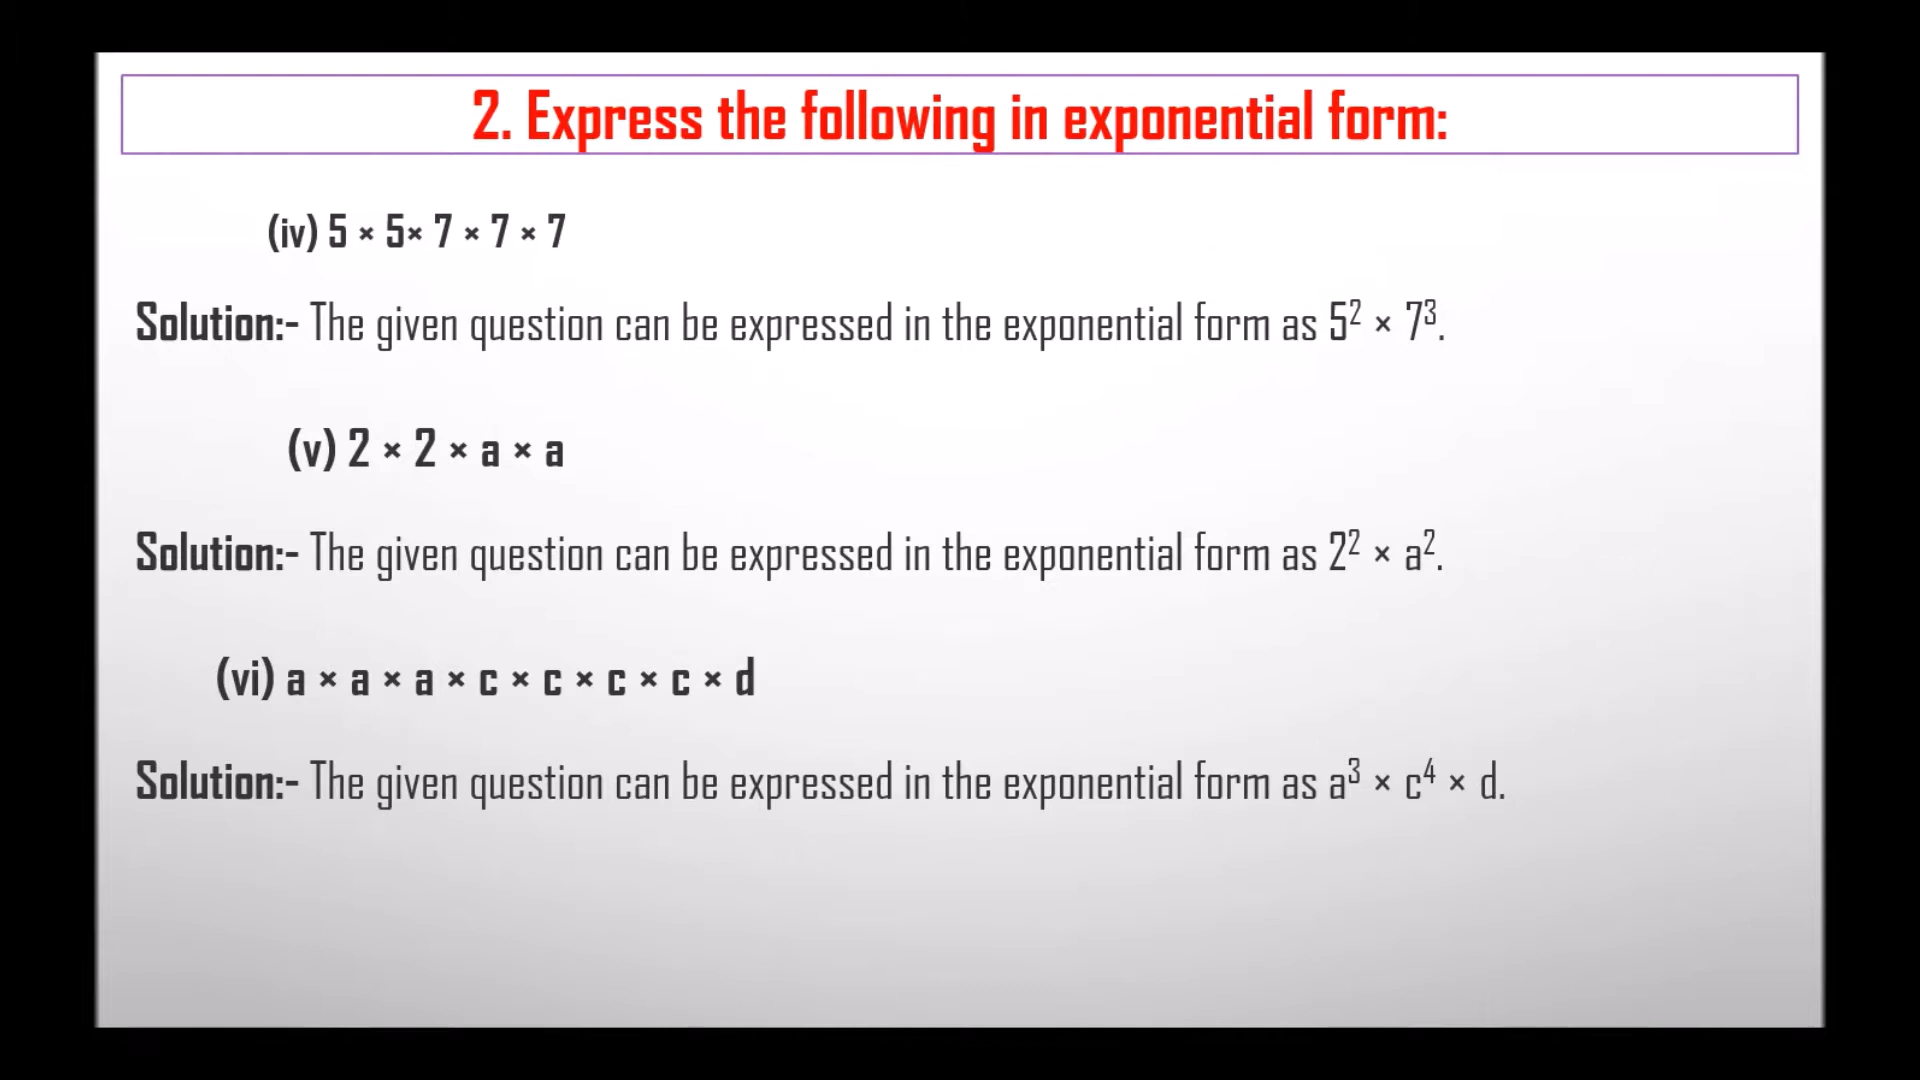 2. Express the following in exponential form:
(iv) 5 × 5× 7 × 7 × 7
Solution:- The given question can be expressed in the exponential form as 5² × 7³.
(v) 2 × 2 × a × a
Solution:- The given question can be expressed in the exponential form as 2² × a².
(vi) a × a × a × c × c × c × c × d
Solution:- The given question can be expressed in the exponential form as a³ × c⁴ × d.